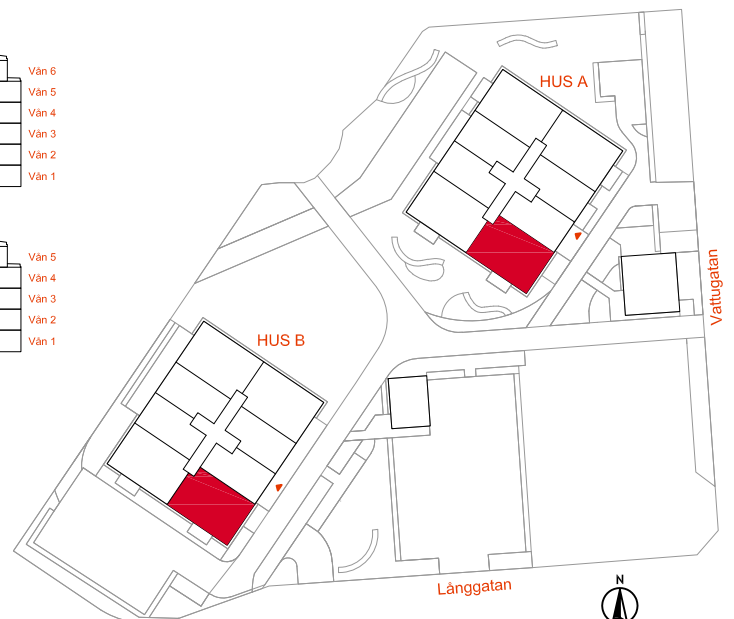 Vån 6
Vån 5
Vån 4
Vån 3
Vån 2
Vån 1
Vån 5
Vån 4
Vån 3
Vån 2
Vån 1
HUS A
HUS B
Vattugatan
Långgatan
N